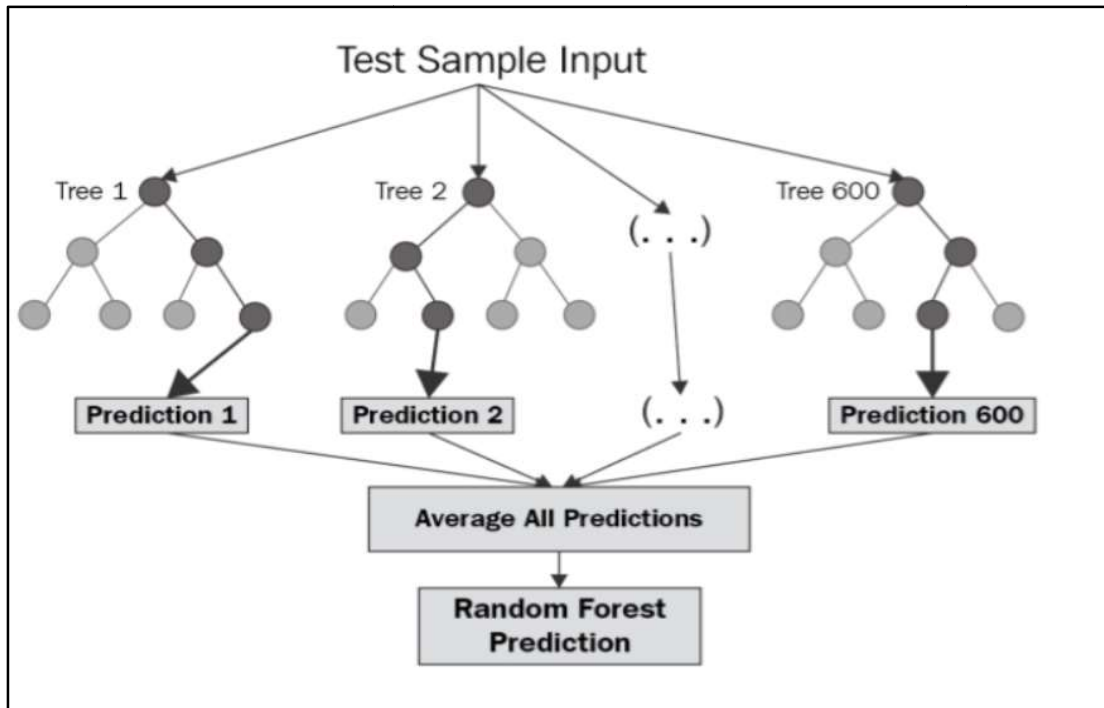 Test Sample Input
Tree 1
Tree 2
Tree 600
(. . .)
Prediction 1
Prediction 2
(. . .)
Prediction 600
Average All Predictions
Random Forest
Prediction